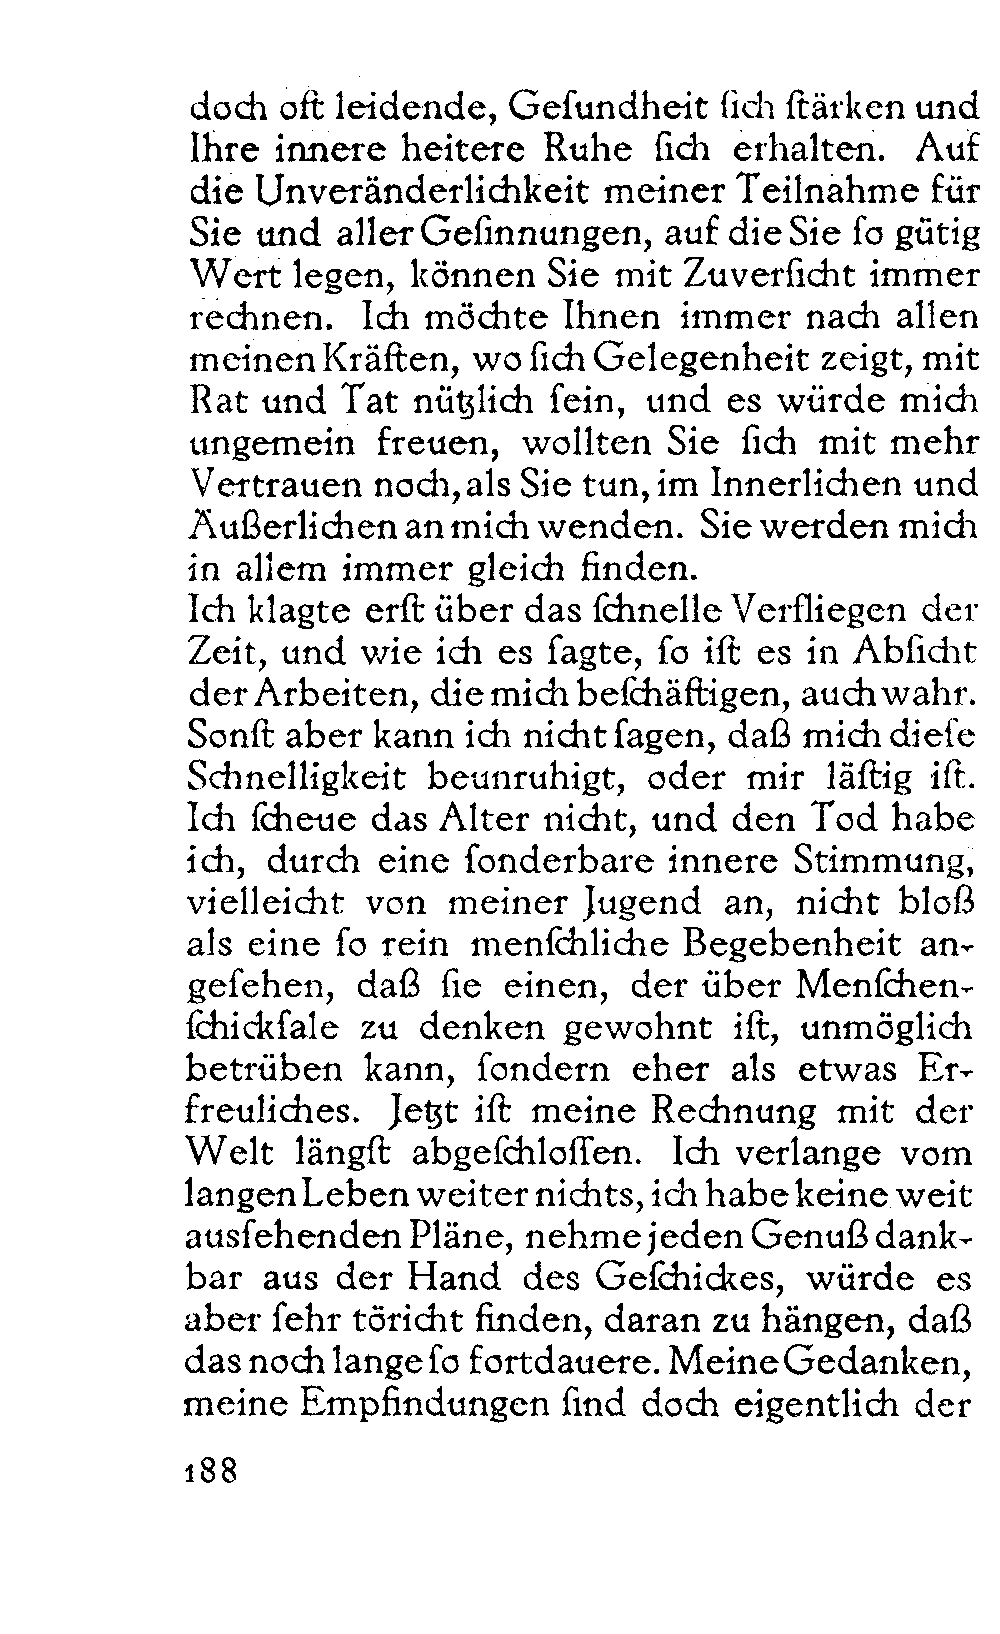 doch oft leidende, Geſundheit ſich ſtärken und
Ihre innere heitere Ruhe ſich erhalten. Auf
die Unveränderlichkeit meiner Teilnahme für
Sie und aller Geſinnungen, auf die Sie ſo gütig
Wert legen, können Sie mit Zuverſicht immer
rechnen. Ich möchte Ihnen immer nach allen
meinen Kräften, wo ſich Gelegenheit zeigt, mit
Rat und Tat nützlich ſein, und es würde mich
ungemein freuen, wollten Sie ſich mit mehr
Vertrauen noch, als Sie tun, im Innerlichen und
Äußerlichen an mich wenden. Sie werden mich
in allem immer gleich finden.
Ich klagte erſt über das ſchnelle Verfliegen der
Zeit, und wie ich es ſagte, ſo iſt es in Abſicht
der Arbeiten, die mich beſchäftigen, auch wahr.
Sonſt aber kann ich nicht ſagen, daß mich dieſe
Schnelligkeit beunruhigt, oder mir läſtig iſt.
Ich ſcheue das Alter nicht, und den Tod habe
ich, durch eine ſonderbare innere Stimmung,
vielleicht von meiner Jugend an, nicht bloß
als eine ſo rein menſchliche Begebenheit an-
geſehen, daß ſie einen, der über Menſchen-
ſchickſale zu denken gewohnt iſt, unmöglich
betrüben kann, ſondern eher als etwas Er-
freuliches. Jetzt iſt meine Rechnung mit der
Welt längſt abgeſchloſſen. Ich verlange vom
langen Leben weiter nichts, ich habe keine weit
ausſehenden Pläne, nehme jeden Genuß dank-
bar aus der Hand des Geſchickes, würde es
aber ſehr töricht finden, daran zu hängen, daß
das noch lange ſo fortdauere. Meine Gedanken,
meine Empfindungen ſind doch eigentlich der
188